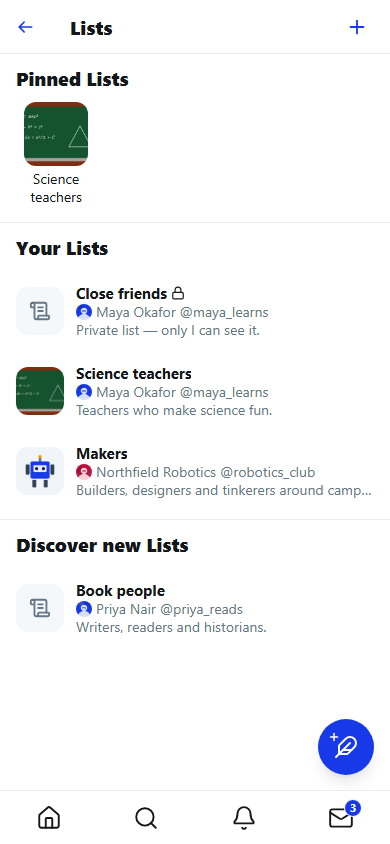 Lists
Pinned Lists
Science
teachers
Your Lists
Close friends
Maya Okafor @maya_learns
Private list — only I can see it.
Science teachers
Maya Okafor @maya_learns
Teachers who make science fun.
Makers
Northfield Robotics @robotics_club
Builders, designers and tinkerers around camp...
Discover new Lists
Book people
Priya Nair @priya_reads
Writers, readers and historians.
3